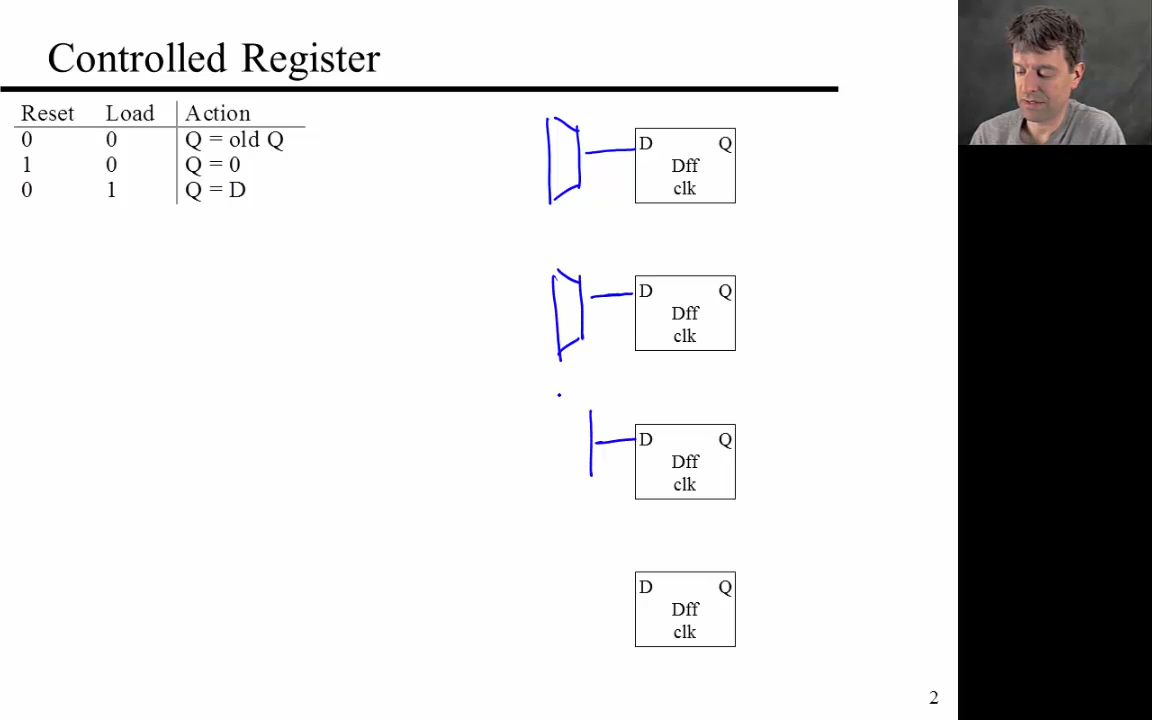 Controlled Register
Reset Load Action
0 0 Q = old Q
1 0 Q = 0
0 1 Q = D
D Q
Dff
clk
D Q
Dff
clk
D Q
Dff
clk
D Q
Dff
clk
2